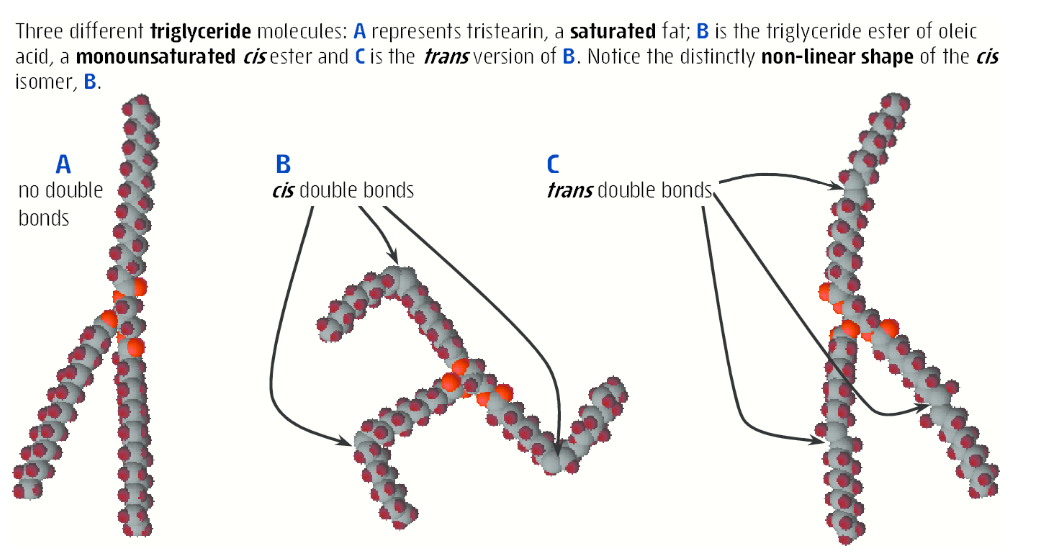 Three different triglyceride molecules: A represents tristearin, a saturated fat; B is the triglyceride ester of oleic
acid, a monounsaturated cis ester and C is the trans version of B. Notice the distinctly non-linear shape of the cis
isomer, B.
A
no double
bonds
B
cis double bonds
C
trans double bonds